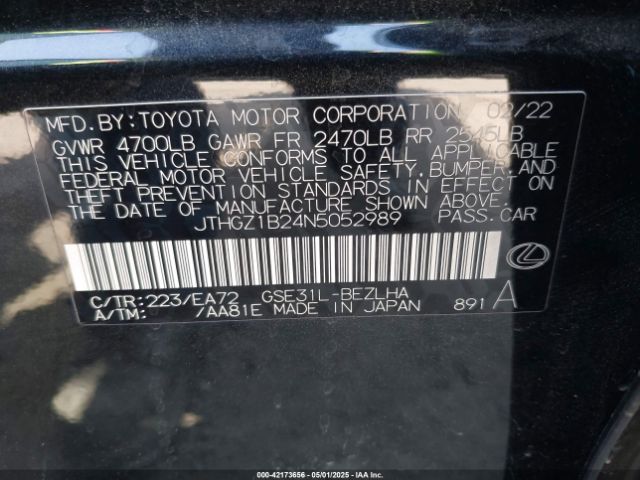 MFD. BY:TOYOTA MOTOR CORPORATION 02/22
GVWR 4700LB GAWR FR 2470LB RR 2545LB
THIS VEHICLE CONFORMS TO ALL APPLICABLE
FEDERAL MOTOR VEHICLE SAFETY,BUMPER,AND
THEFT PREVENTION STANDARDS IN EFFECT ON
THE DATE OF MANUFACTURE SHOWN ABOVE.
JTHGZ1B24N5052989 PASS.CAR
C/TR:223/EA72 GSE31L-BEZLHA
A/TM: /AA81E MADE IN JAPAN 891 A
000-42173656 - 05/01/2025 - IAAI.COM